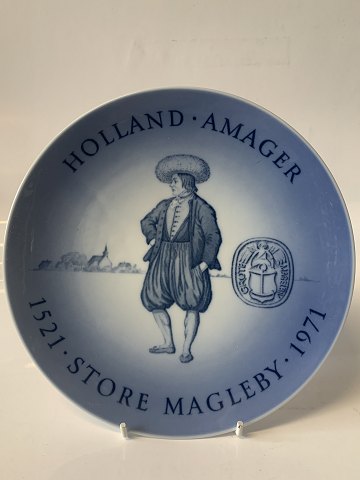 HOLLAND · AMAGER
1521 · STORE MAGLEBY · 1971